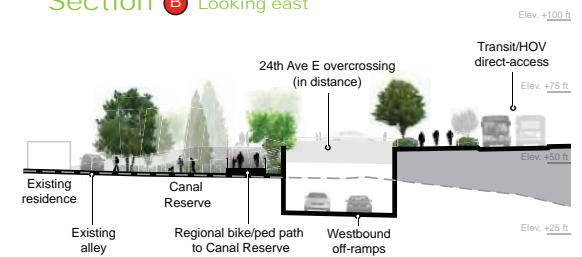 Section B Looking east
Elev. +100 ft
Transit/HOV
direct-access
24th Ave E overcrossing
(in distance)
Elev. +75 ft
Elev. +50 ft
Existing
residence
Canal
Reserve
Existing
alley
Regional bike/ped path
to Canal Reserve
Westbound
off-ramps
Elev. +25 ft